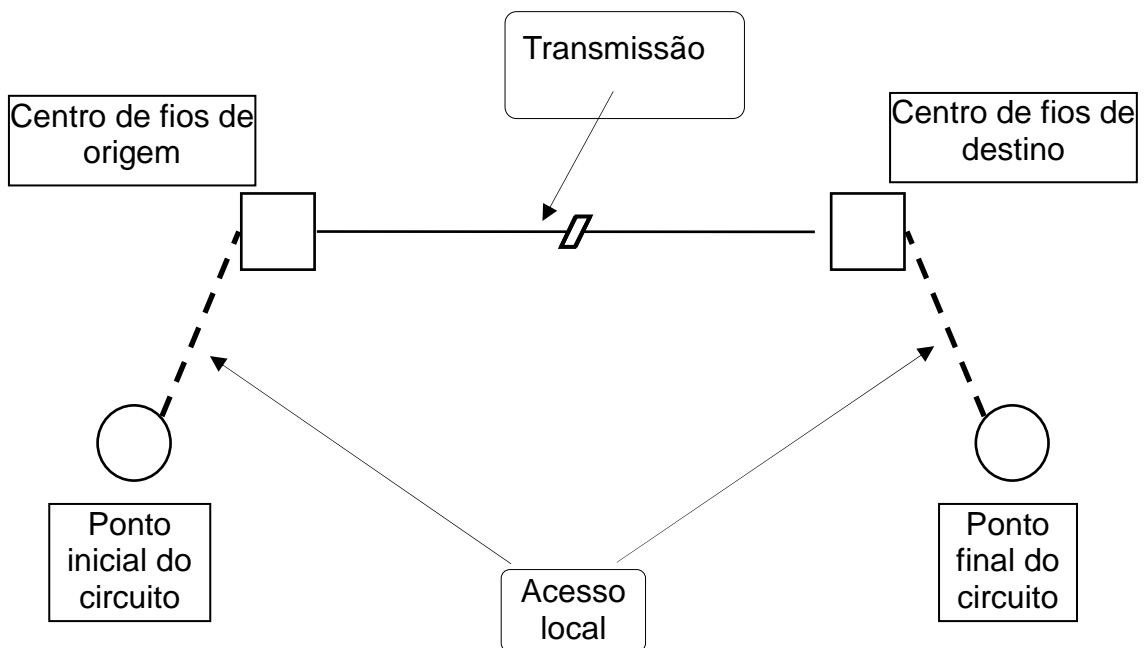 Transmissão
Centro de fios de
origem
Centro de fios de
destino
Ponto
inicial do
circuito
Ponto
final do
circuito
Acesso
local